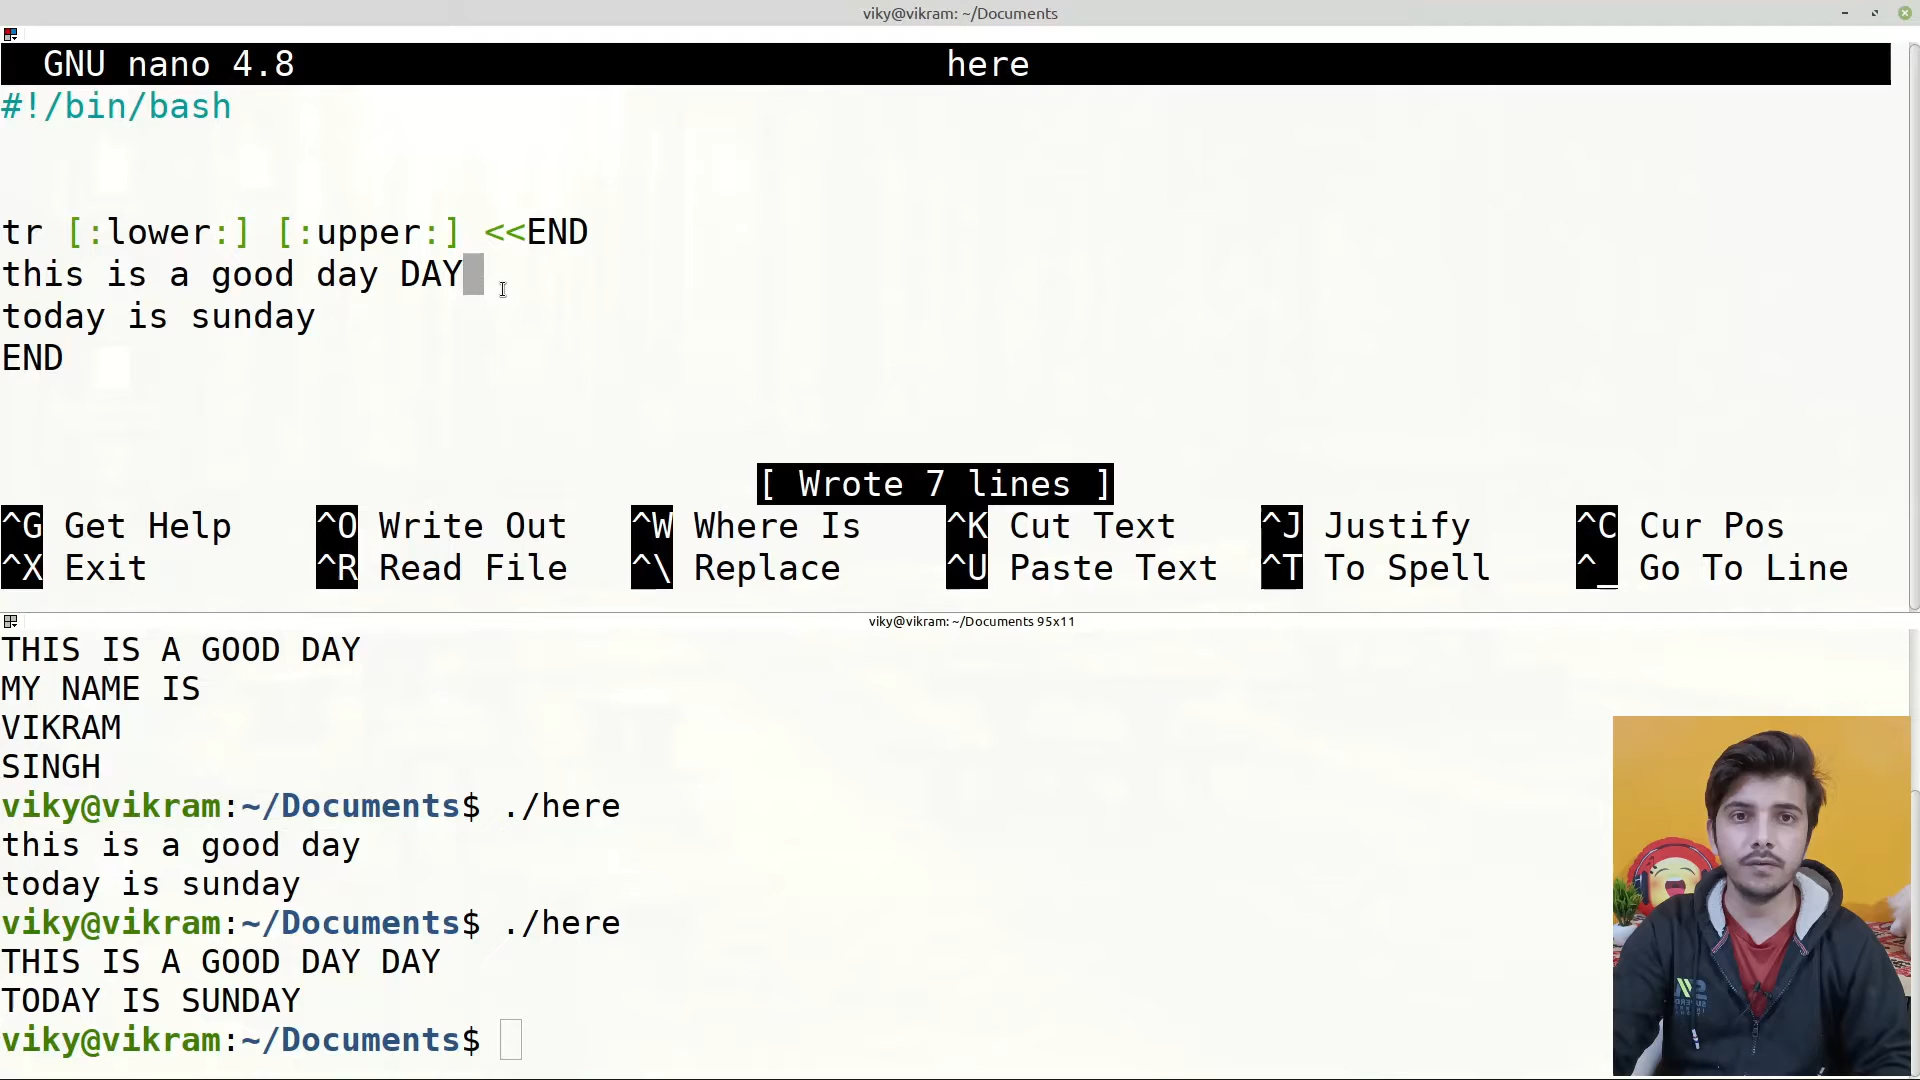 viky@vikram: ~/Documents
GNU nano 4.8 here
#!/bin/bash
tr [:lower:] [:upper:] <<END
this is a good day DAY
today is sunday
END
[ Wrote 7 lines ]
^G Get Help ^O Write Out ^W Where Is ^K Cut Text ^J Justify ^C Cur Pos
^X Exit ^R Read File ^\ Replace ^U Paste Text ^T To Spell ^_ Go To Line
viky@vikram: ~/Documents 95x11
THIS IS A GOOD DAY
MY NAME IS
VIKRAM
SINGH
viky@vikram:~/Documents$ ./here
this is a good day
today is sunday
viky@vikram:~/Documents$ ./here
THIS IS A GOOD DAY DAY
TODAY IS SUNDAY
viky@vikram:~/Documents$